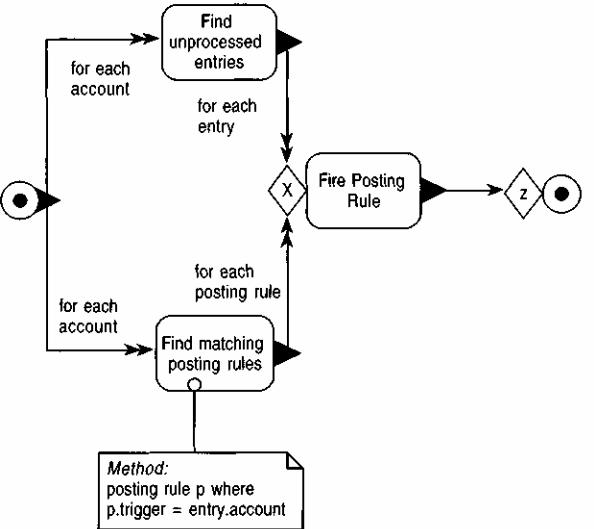 Find
unprocessed
entries
for each
account
for each
entry
X
Fire Posting
Rule
z
for each
posting rule
for each
account
Find matching
posting rules
Method:
posting rule p where
p.trigger = entry.account